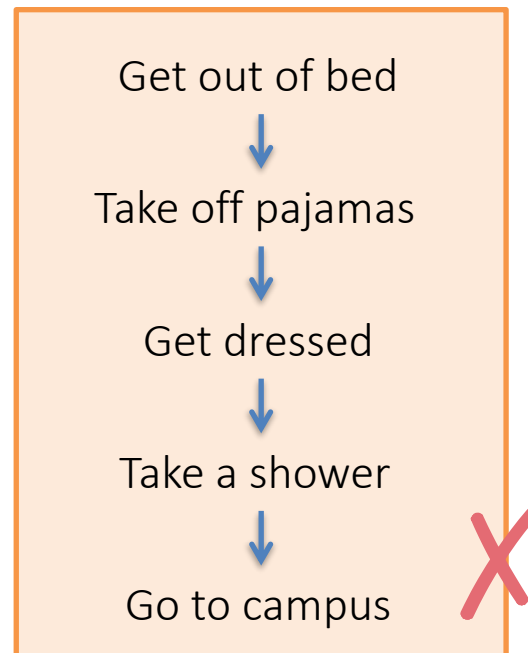 Get out of bed
Take off pajamas
Get dressed
Take a shower
Go to campus